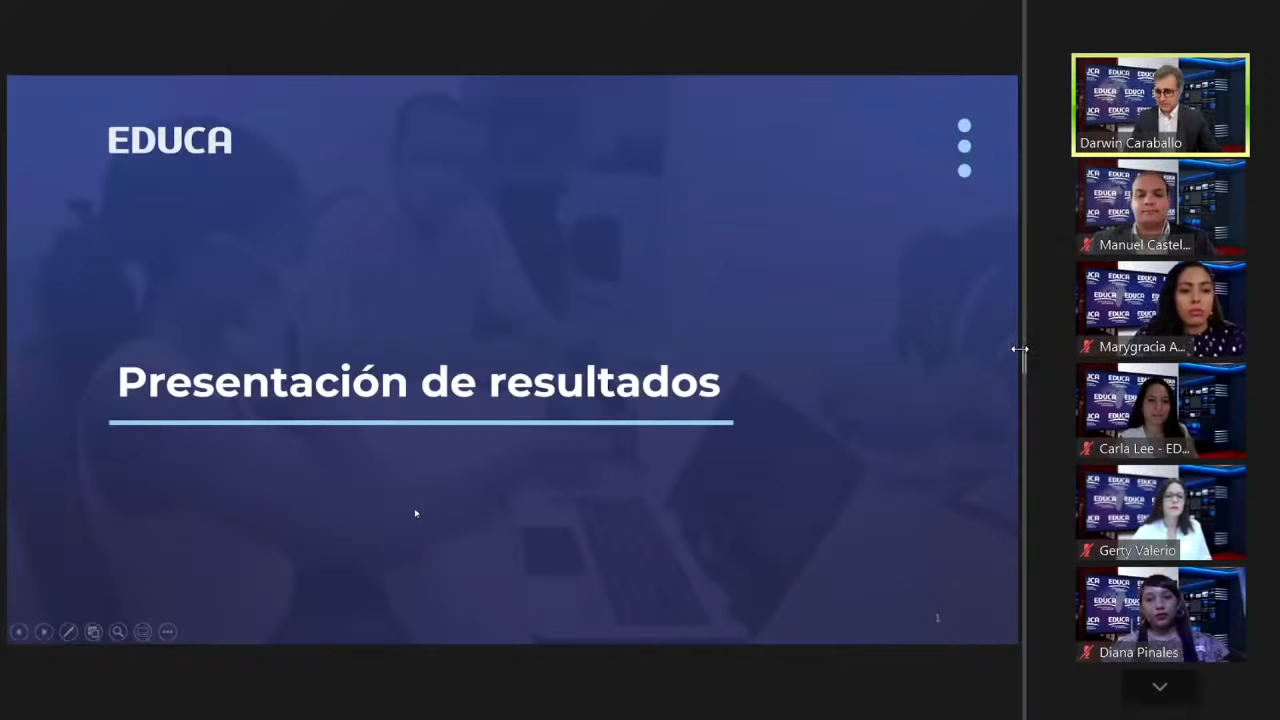 EDUCA
Presentación de resultados
1
Darwin Caraballo
Manuel Castel...
Marygracia A...
Carla Lee - ED...
Gerty Valerio
Diana Pinales